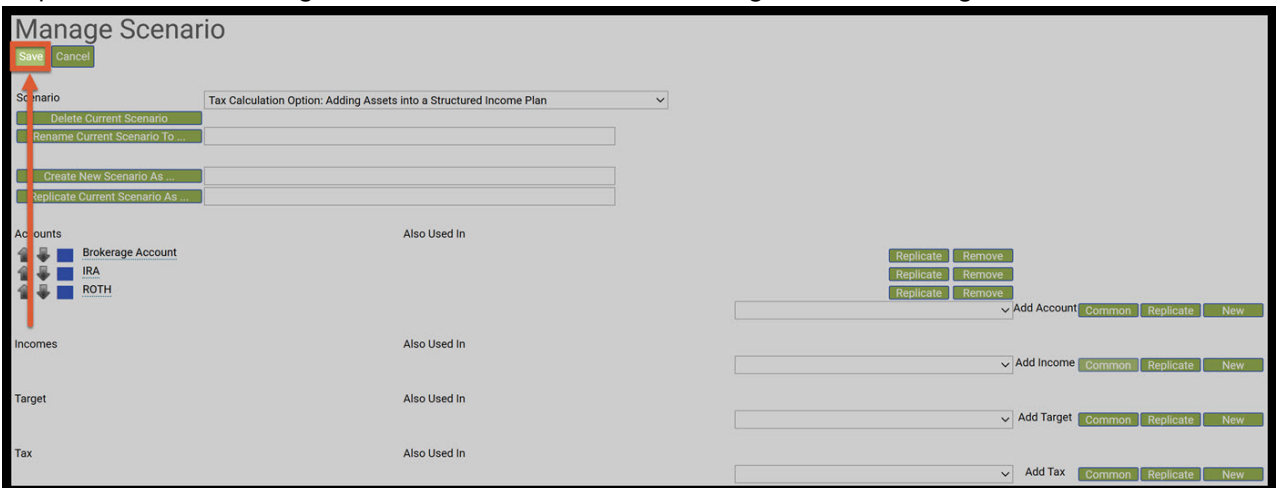 Manage Scenario
Save Cancel
Scenario Tax Calculation Option: Adding Assets into a Structured Income Plan
Delete Current Scenario
Rename Current Scenario To ...
Create New Scenario As ...
Replicate Current Scenario As ...
Accounts Also Used In
Brokerage Account Replicate Remove
IRA Replicate Remove
ROTH Replicate Remove
Add Account Common Replicate New
Incomes Also Used In
Add Income Common Replicate New
Target Also Used In
Add Target Common Replicate New
Tax Also Used In
Add Tax Common Replicate New